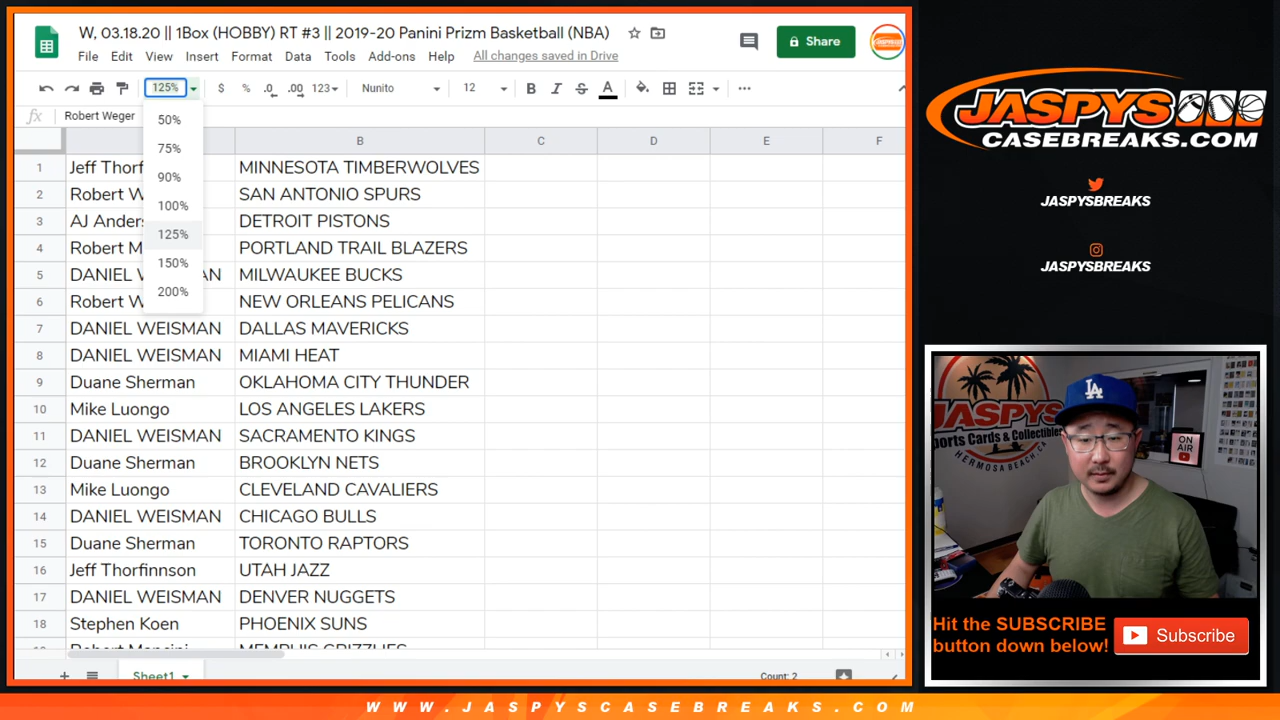 W, 03.18.20 || 1Box (HOBBY) RT #3 || 2019-20 Panini Prizm Basketball (NBA)
File Edit View Insert Format Data Tools Add-ons Help All changes saved in Drive
Share
125% $ % .0 .00 123 Nunito 12 B I S A
fx Robert Weger
50%
75%
90%
100%
125%
150%
200%
B C D E F
1 Jeff Thorf MINNESOTA TIMBERWOLVES
2 Robert W SAN ANTONIO SPURS
3 AJ Anders DETROIT PISTONS
4 Robert M PORTLAND TRAIL BLAZERS
5 DANIEL W AN MILWAUKEE BUCKS
6 Robert W NEW ORLEANS PELICANS
7 DANIEL WEISMAN DALLAS MAVERICKS
8 DANIEL WEISMAN MIAMI HEAT
9 Duane Sherman OKLAHOMA CITY THUNDER
10 Mike Luongo LOS ANGELES LAKERS
11 DANIEL WEISMAN SACRAMENTO KINGS
12 Duane Sherman BROOKLYN NETS
13 Mike Luongo CLEVELAND CAVALIERS
14 DANIEL WEISMAN CHICAGO BULLS
15 Duane Sherman TORONTO RAPTORS
16 Jeff Thorfinnson UTAH JAZZ
17 DANIEL WEISMAN DENVER NUGGETS
18 Stephen Koen PHOENIX SUNS
Robert Mancini MEMPHIS GRIZZLIES
Sheet1 Count: 2
JASPYS
CASEBREAKS.COM
JASPYSBREAKS
JASPYSBREAKS
JASPYS
ports Cards & Collectibles
HERMOSA BEACH, CA
LA
ON
AIR
Hit the SUBSCRIBE
button down below!
Subscribe
WWW.JASPYSCASEBREAKS.COM